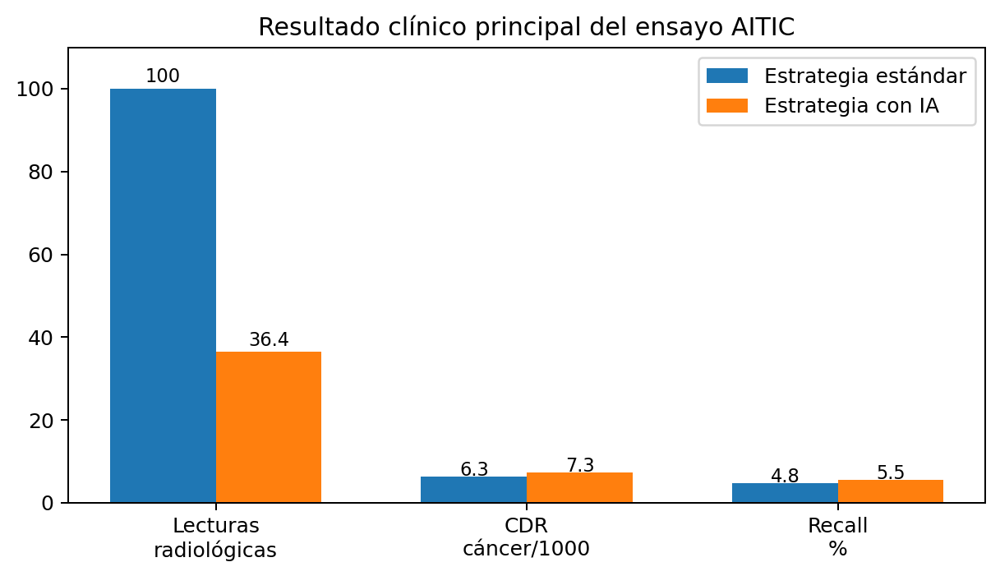 Resultado clínico principal del ensayo AITIC
Estrategia estándar
Estrategia con IA
100
80
60
40
20
0
100
36.4
6.3
7.3
4.8
5.5
Lecturas
radiológicas
CDR
cáncer/1000
Recall
%